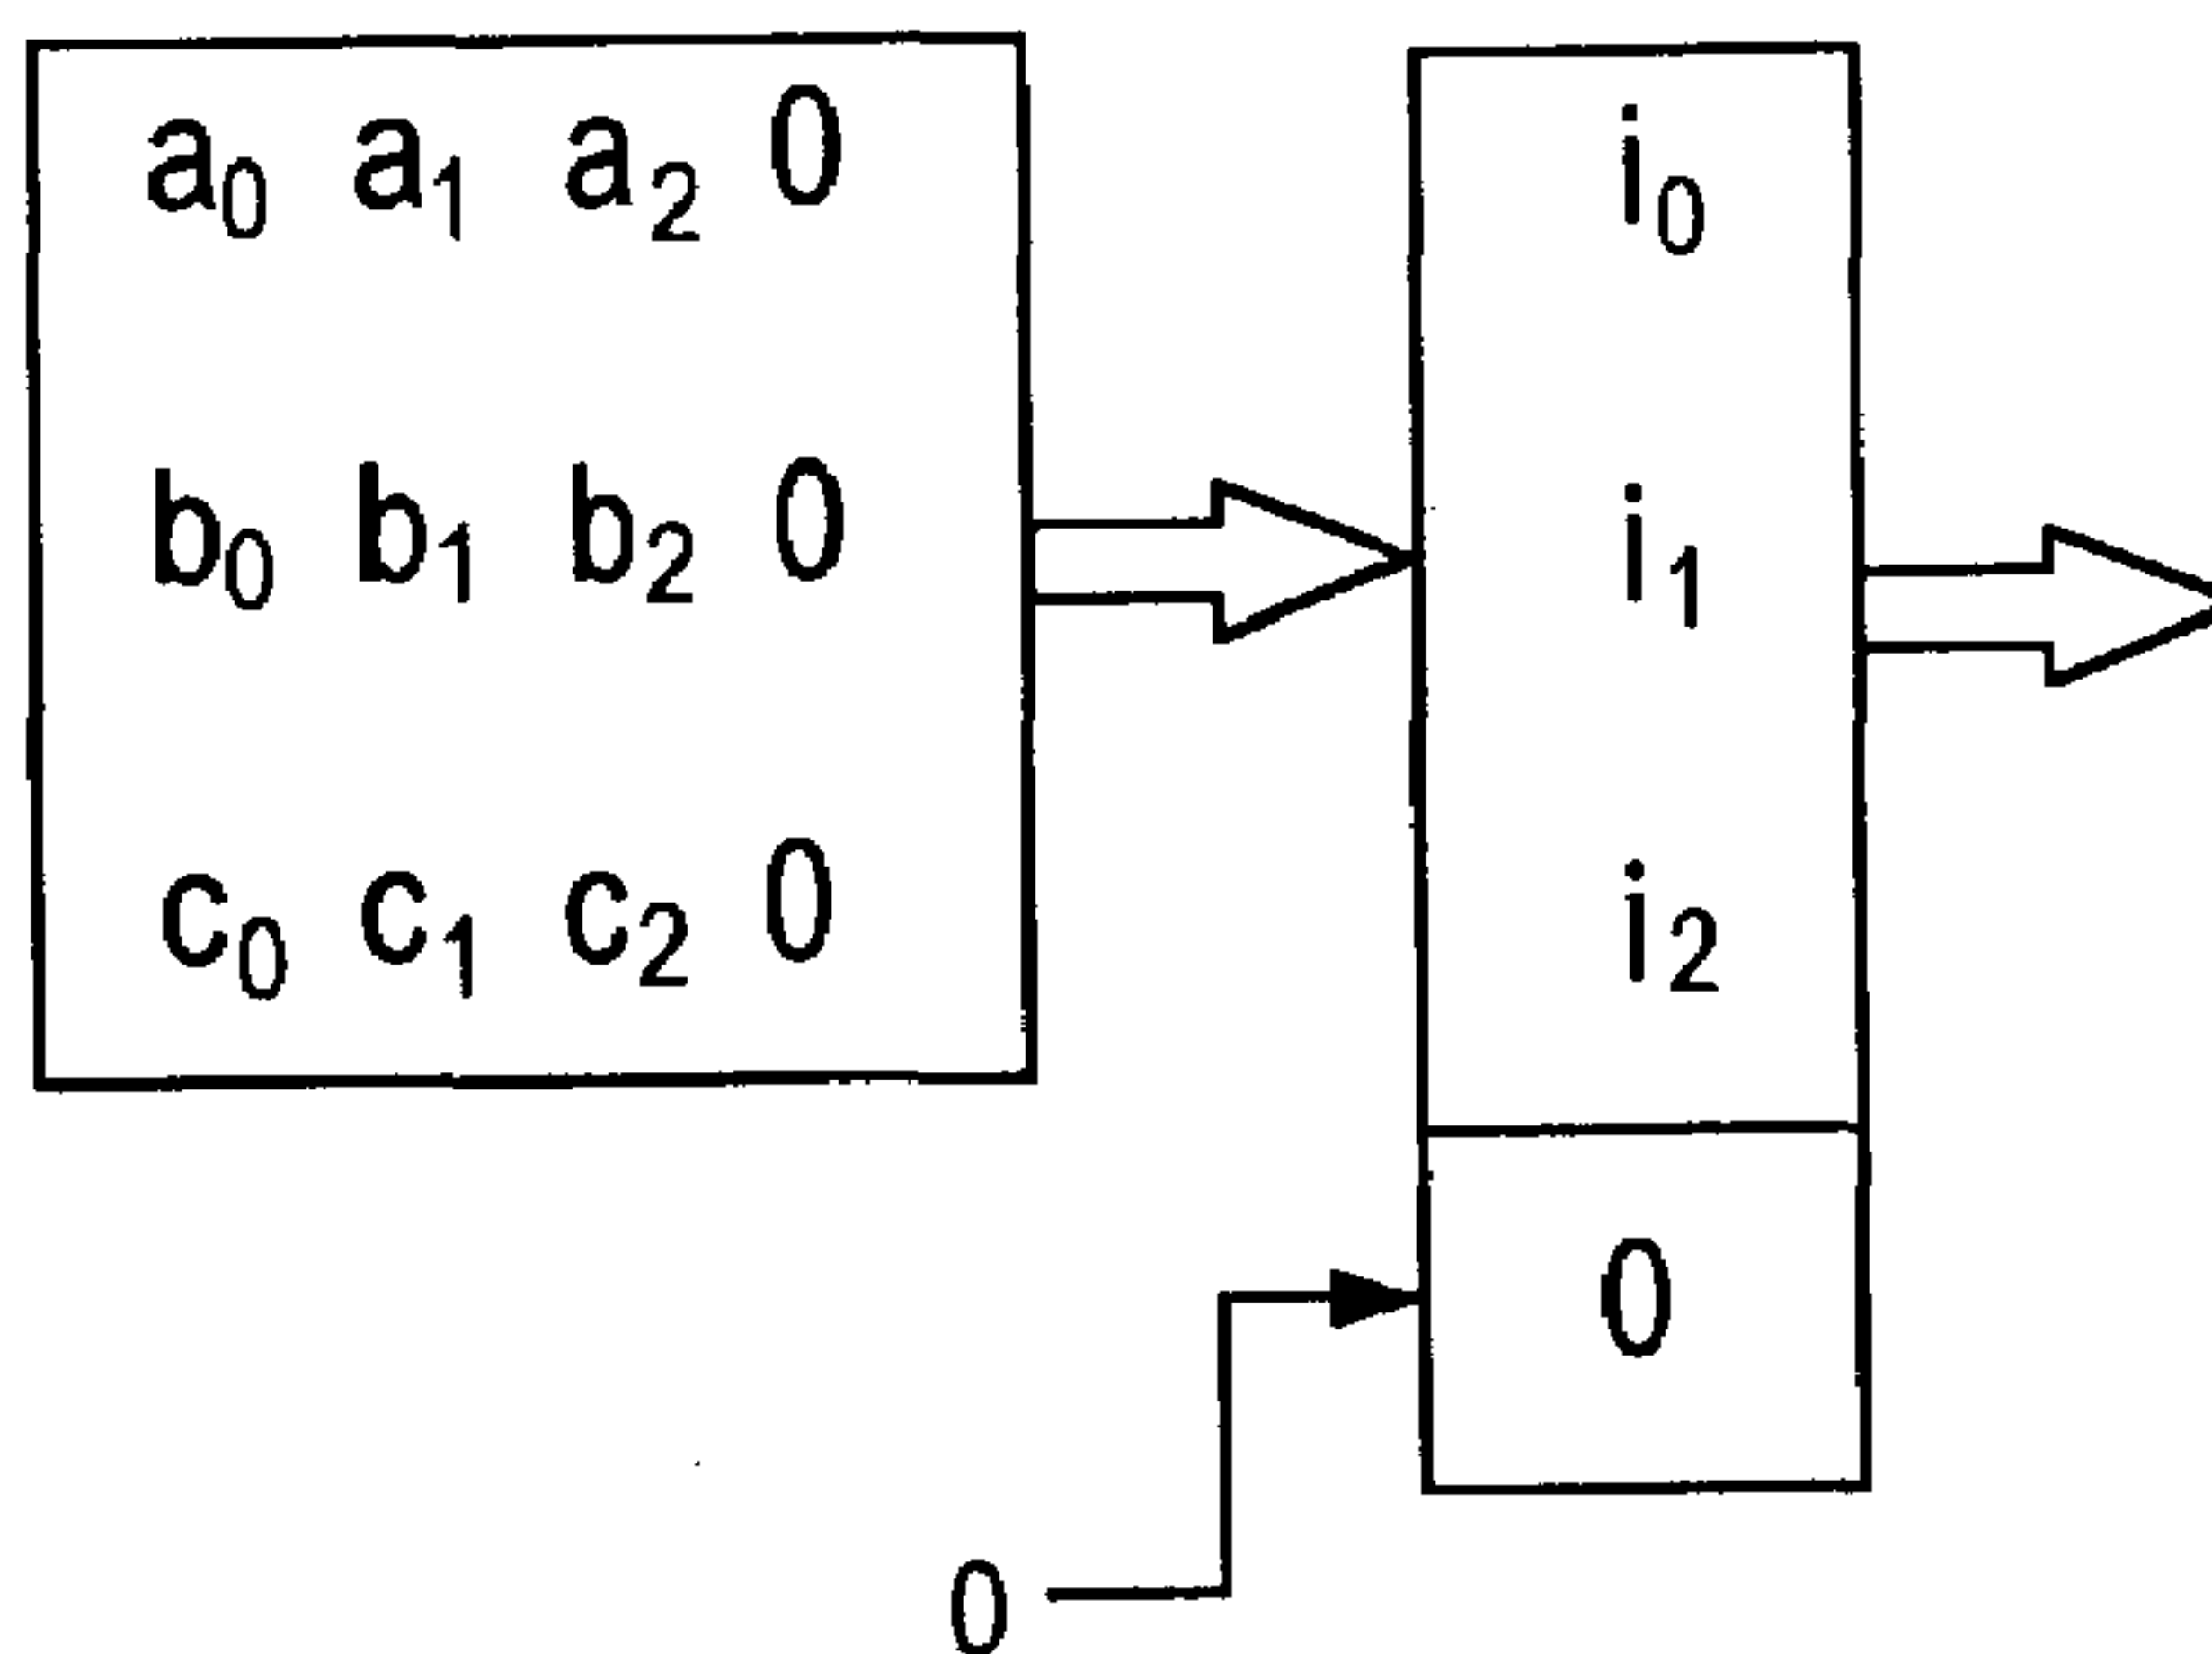 a₀ a₁ a₂ 0
b₀ b₁ b₂ 0
c₀ c₁ c₂ 0
i₀
i₁
i₂
0
0